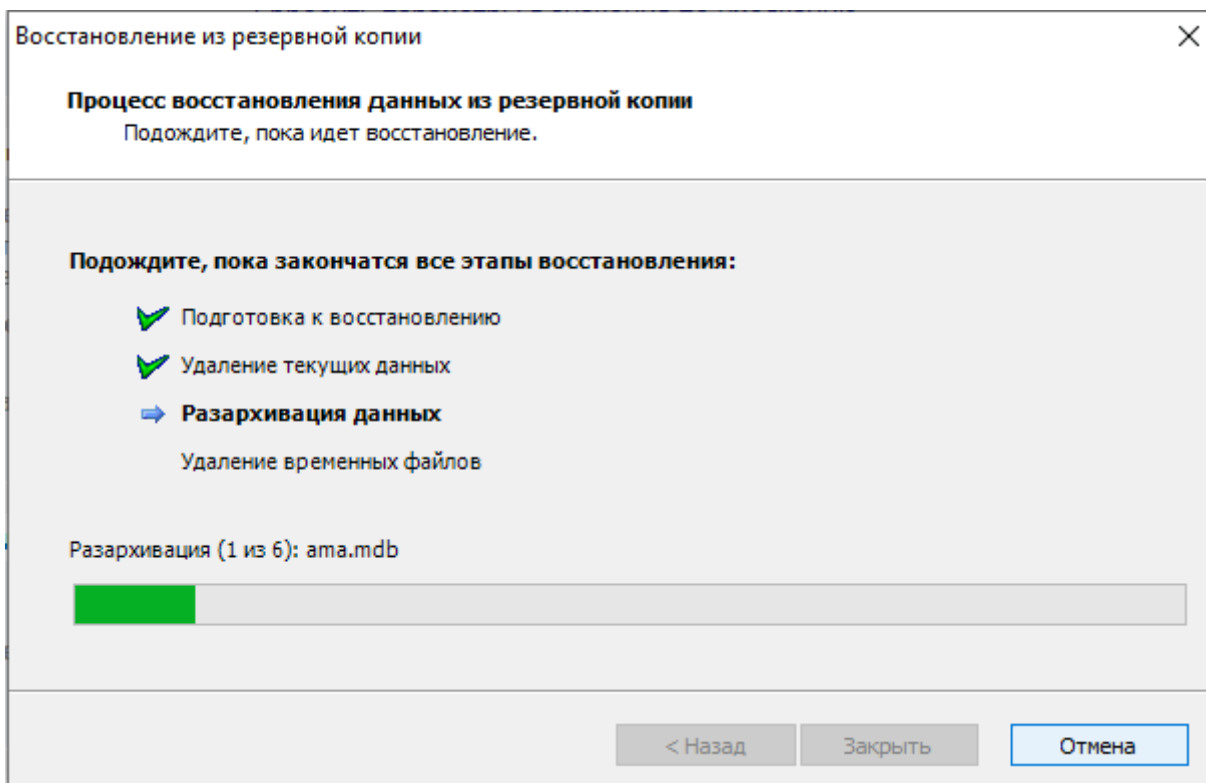 Восстановление из резервной копии
Процесс восстановления данных из резервной копии
Подождите, пока идет восстановление.
Подождите, пока закончатся все этапы восстановления:
Подготовка к восстановлению
Удаление текущих данных
Разархивация данных
Удаление временных файлов
Разархивация (1 из 6): ama.mdb
< Назад
Закрыть
Отмена